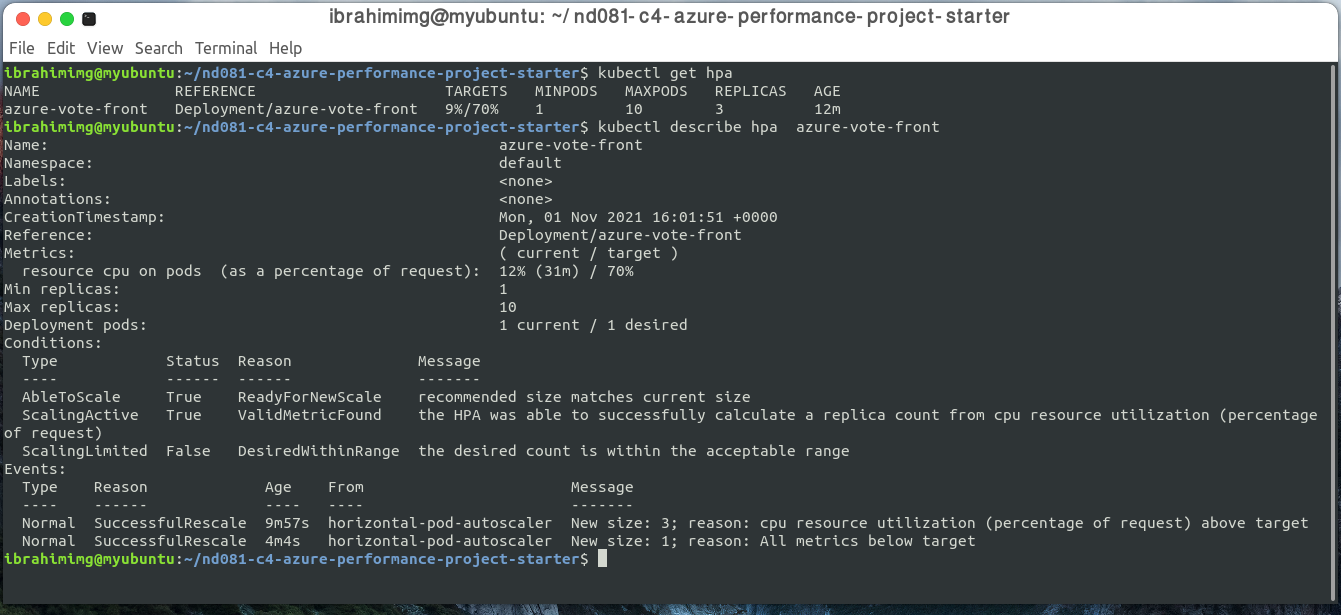 ibrahimimg@myubuntu: ~/nd081-c4-azure-performance-project-starter
File Edit View Search Terminal Help
ibrahimimg@myubuntu:~/nd081-c4-azure-performance-project-starter$ kubectl get hpa
NAME               REFERENCE                     TARGETS   MINPODS   MAXPODS   REPLICAS   AGE
azure-vote-front   Deployment/azure-vote-front   9%/70%    1         10        3          12m
ibrahimimg@myubuntu:~/nd081-c4-azure-performance-project-starter$ kubectl describe hpa  azure-vote-front
Name:                                                  azure-vote-front
Namespace:                                             default
Labels:                                                <none>
Annotations:                                           <none>
CreationTimestamp:                                     Mon, 01 Nov 2021 16:01:51 +0000
Reference:                                             Deployment/azure-vote-front
Metrics:                                               ( current / target )
  resource cpu on pods  (as a percentage of request):  12% (31m) / 70%
Min replicas:                                          1
Max replicas:                                          10
Deployment pods:                                       1 current / 1 desired
Conditions:
  Type            Status  Reason              Message
  ----            ------  ------              -------
  AbleToScale     True    ReadyForNewScale    recommended size matches current size
  ScalingActive   True    ValidMetricFound    the HPA was able to successfully calculate a replica count from cpu resource utilization (percentage
of request)
  ScalingLimited  False   DesiredWithinRange  the desired count is within the acceptable range
Events:
  Type    Reason             Age    From                       Message
  ----    ------             ----   ----                       -------
  Normal  SuccessfulRescale  9m57s  horizontal-pod-autoscaler  New size: 3; reason: cpu resource utilization (percentage of request) above target
  Normal  SuccessfulRescale  4m4s   horizontal-pod-autoscaler  New size: 1; reason: All metrics below target
ibrahimimg@myubuntu:~/nd081-c4-azure-performance-project-starter$